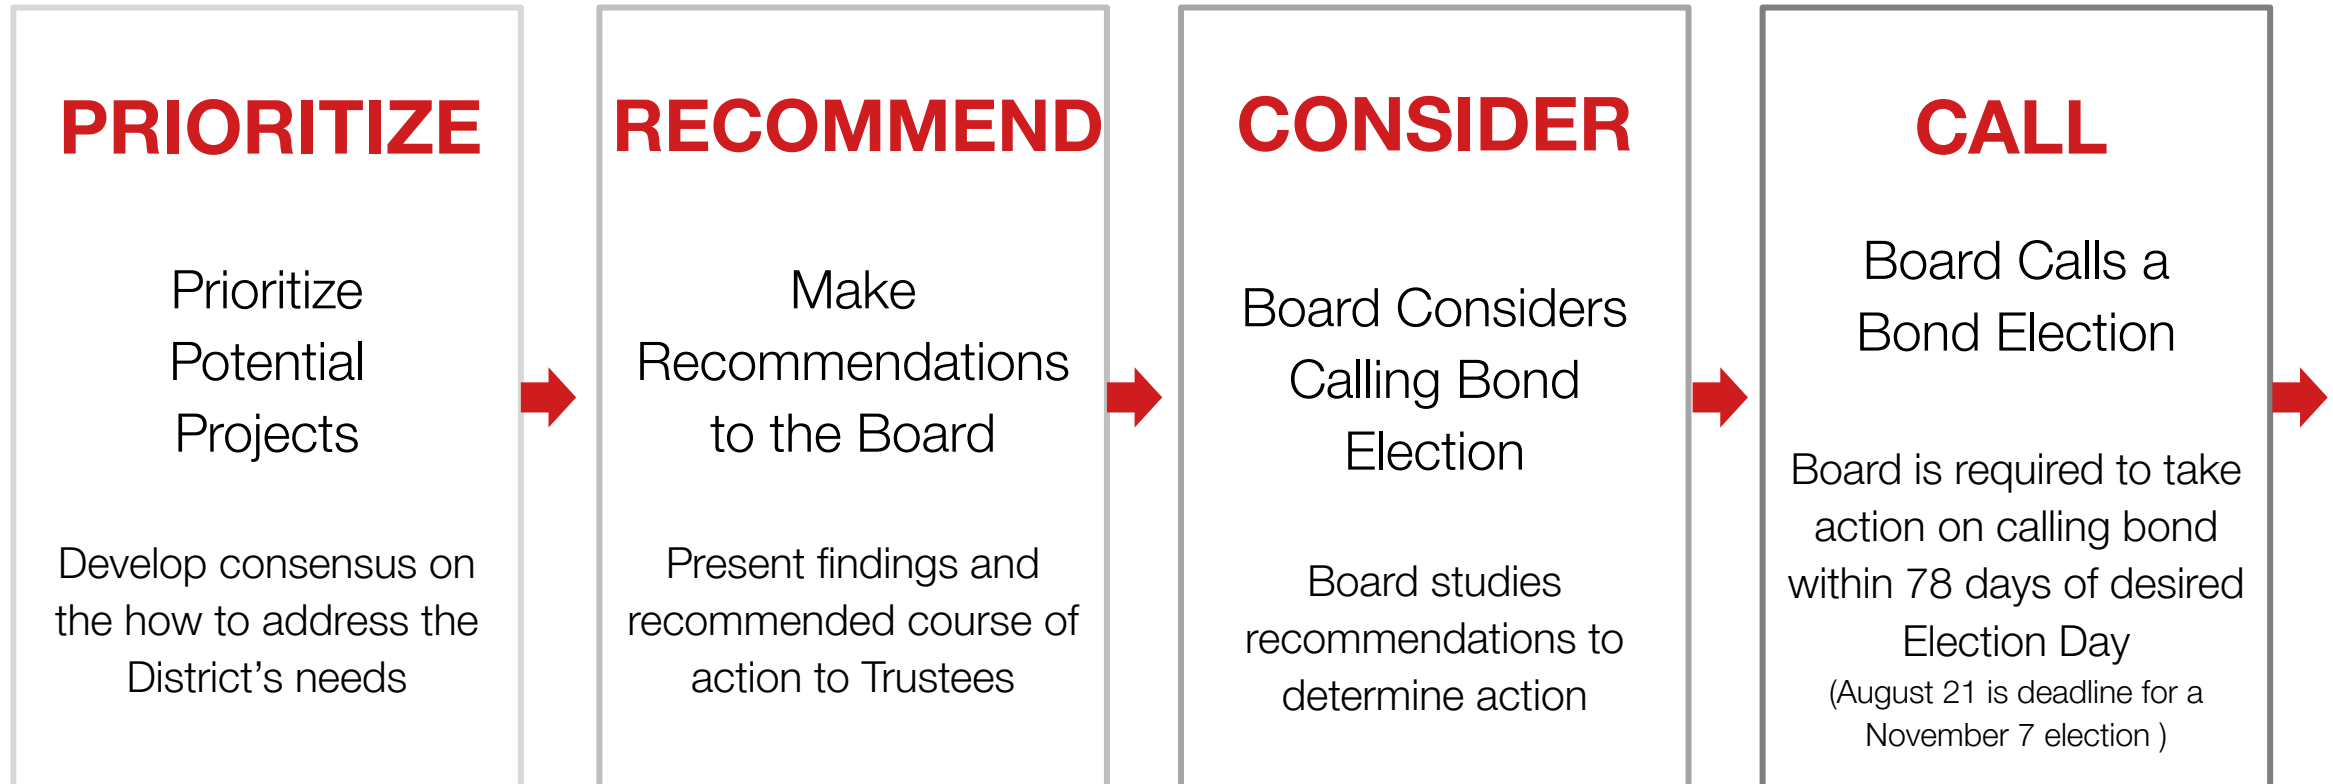 PRIORITIZE
Prioritize
Potential
Projects
Develop consensus on
the how to address the
District’s needs
RECOMMEND
Make
Recommendations
to the Board
Present findings and
recommended course of
action to Trustees
CONSIDER
Board Considers
Calling Bond
Election
Board studies
recommendations to
determine action
CALL
Board Calls a
Bond Election
Board is required to take
action on calling bond
within 78 days of desired
Election Day
(August 21 is deadline for a
November 7 election )